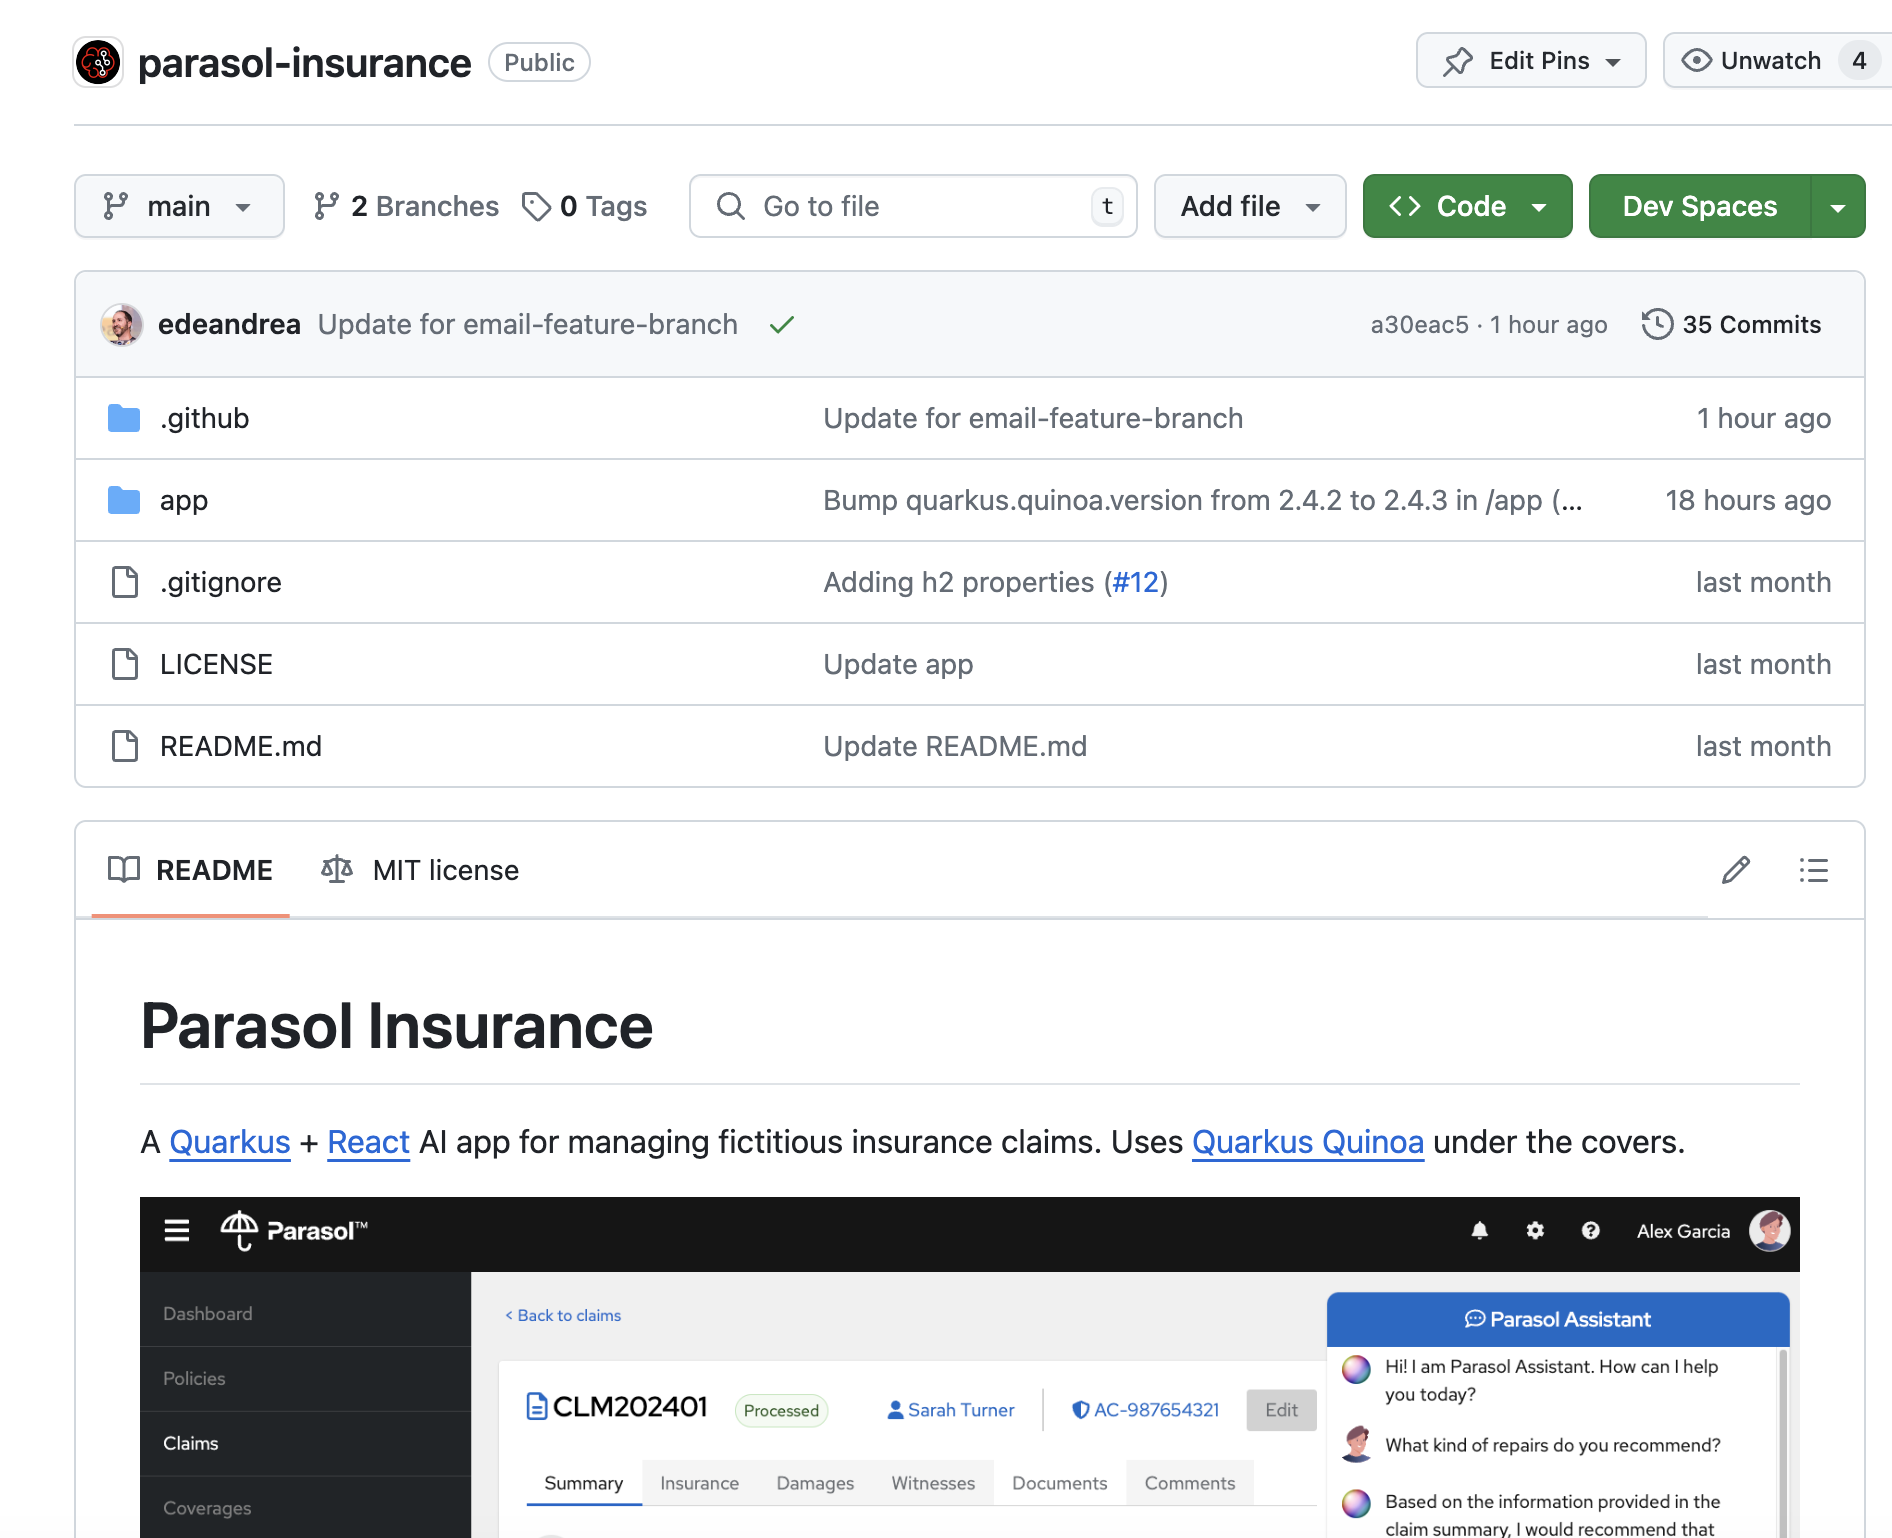 parasol-insurance Public Edit Pins Unwatch 4
main 2 Branches 0 Tags Go to file t Add file <> Code Dev Spaces
edeandrea Update for email-feature-branch a30eac5 · 1 hour ago 35 Commits
.github Update for email-feature-branch 1 hour ago
app Bump quarkus.quinoa.version from 2.4.2 to 2.4.3 in /app (... 18 hours ago
.gitignore Adding h2 properties (#12) last month
LICENSE Update app last month
README.md Update README.md last month
README MIT license
Parasol Insurance
A Quarkus + React AI app for managing fictitious insurance claims. Uses Quarkus Quinoa under the covers.
Parasol™ Alex Garcia
Dashboard
Policies
Claims
Coverages
< Back to claims
CLM202401 Processed Sarah Turner AC-987654321 Edit
Summary Insurance Damages Witnesses Documents Comments
Parasol Assistant
Hi! I am Parasol Assistant. How can I help
you today?
What kind of repairs do you recommend?
Based on the information provided in the
claim summary, I would recommend that